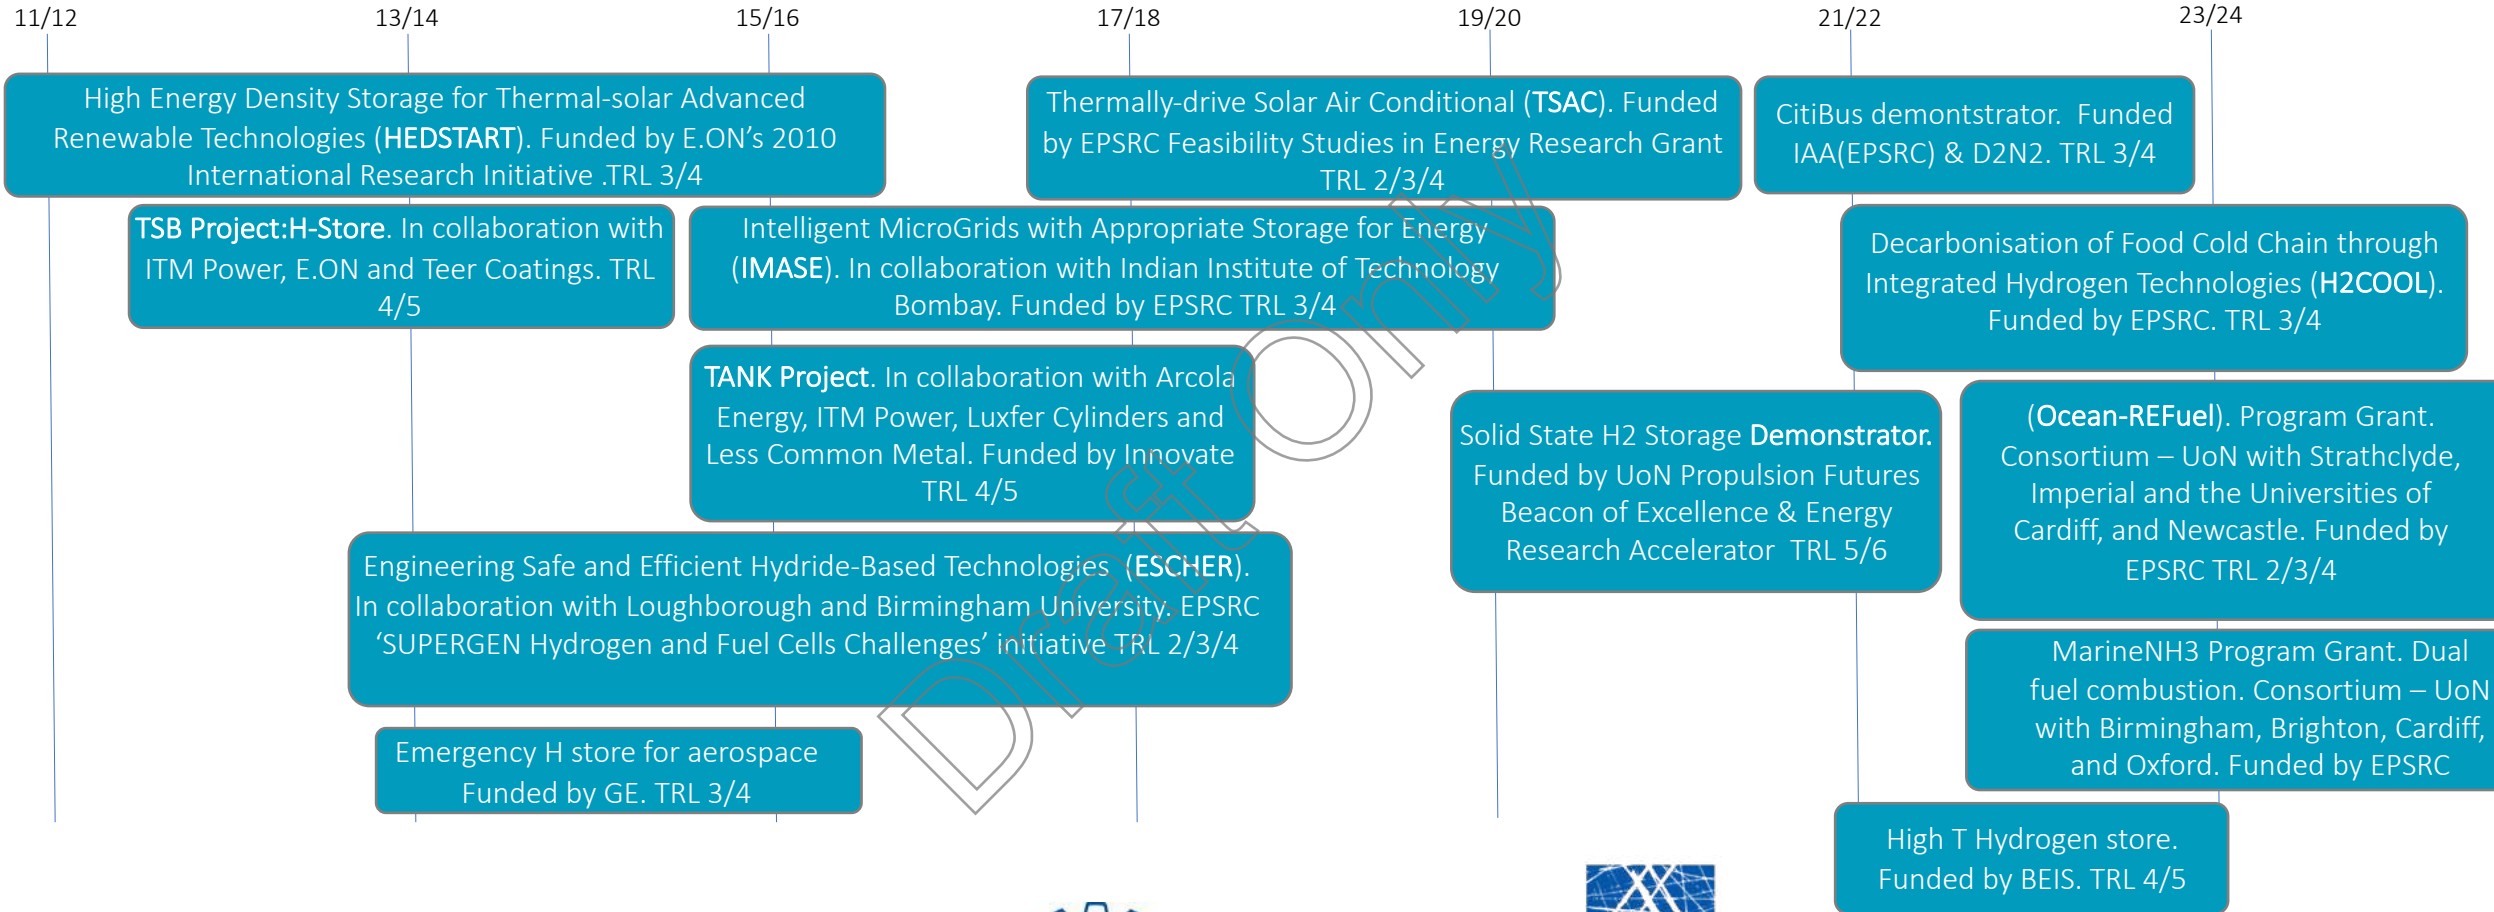 11/12
13/14
15/16
17/18
19/20
21/22
23/24
High Energy Density Storage for Thermal-solar Advanced
Renewable Technologies (HEDSTART). Funded by E.ON's 2010
International Research Initiative .TRL 3/4
TSB Project:H-Store. In collaboration with
ITM Power, E.ON and Teer Coatings. TRL
4/5
Thermally-drive Solar Air Conditional (TSAC). Funded
by EPSRC Feasibility Studies in Energy Research Grant
TRL 2/3/4
CitiBus demontstrator.  Funded
IAA(EPSRC) & D2N2. TRL 3/4
Intelligent MicroGrids with Appropriate Storage for Energy
(IMASE). In collaboration with Indian Institute of Technology
Bombay. Funded by EPSRC TRL 3/4
Decarbonisation of Food Cold Chain through
Integrated Hydrogen Technologies (H2COOL).
Funded by EPSRC. TRL 3/4
TANK Project. In collaboration with Arcola
Energy, ITM Power, Luxfer Cylinders and
Less Common Metal. Funded by Innovate
TRL 4/5
Solid State H2 Storage Demonstrator.
Funded by UoN Propulsion Futures
Beacon of Excellence & Energy
Research Accelerator  TRL 5/6
(Ocean-REFuel). Program Grant.
Consortium – UoN with Strathclyde,
Imperial and the Universities of
Cardiff, and Newcastle. Funded by
EPSRC TRL 2/3/4
Engineering Safe and Efficient Hydride-Based Technologies  (ESCHER).
In collaboration with Loughborough and Birmingham University. EPSRC
‘SUPERGEN Hydrogen and Fuel Cells Challenges’ initiative TRL 2/3/4
MarineNH3 Program Grant. Dual
fuel combustion. Consortium – UoN
with Birmingham, Brighton, Cardiff,
and Oxford. Funded by EPSRC
Emergency H store for aerospace
Funded by GE. TRL 3/4
High T Hydrogen store.
Funded by BEIS. TRL 4/5
Draft Only